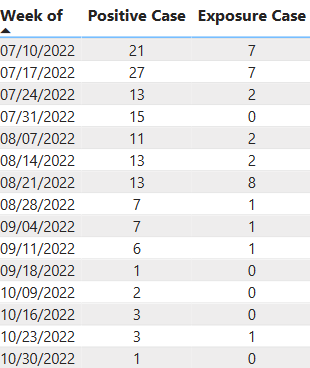 Week of Positive Case Exposure Case
07/10/2022 21 7
07/17/2022 27 7
07/24/2022 13 2
07/31/2022 15 0
08/07/2022 11 2
08/14/2022 13 2
08/21/2022 13 8
08/28/2022 7 1
09/04/2022 7 1
09/11/2022 6 1
09/18/2022 1 0
10/09/2022 2 0
10/16/2022 3 0
10/23/2022 3 1
10/30/2022 1 0